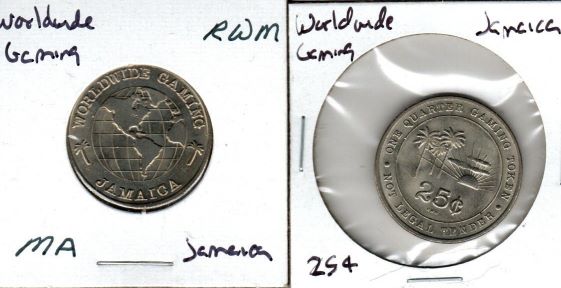 Worldwide
Gaming
RWM
WORLDWIDE GAMING
JAMAICA
MA
Jamaica
Worldwide
Gaming
Jamaica
ONE QUARTER GAMING TOKEN
25¢
NOT LEGAL TENDER
25¢